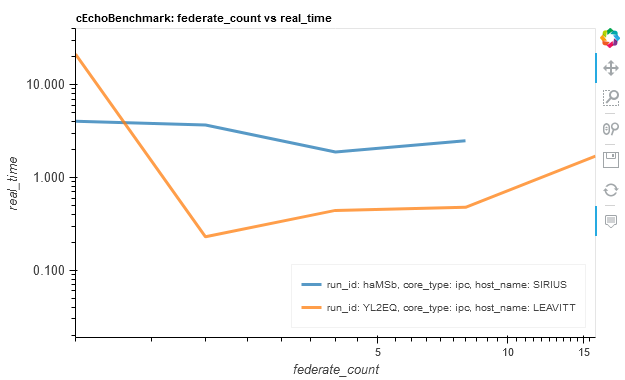 cEchoBenchmark: federate_count vs real_time
10.000
1.000
0.100
real_time
run_id: haMSb, core_type: ipc, host_name: SIRIUS
run_id: YL2EQ, core_type: ipc, host_name: LEAVITT
5
10
15
federate_count